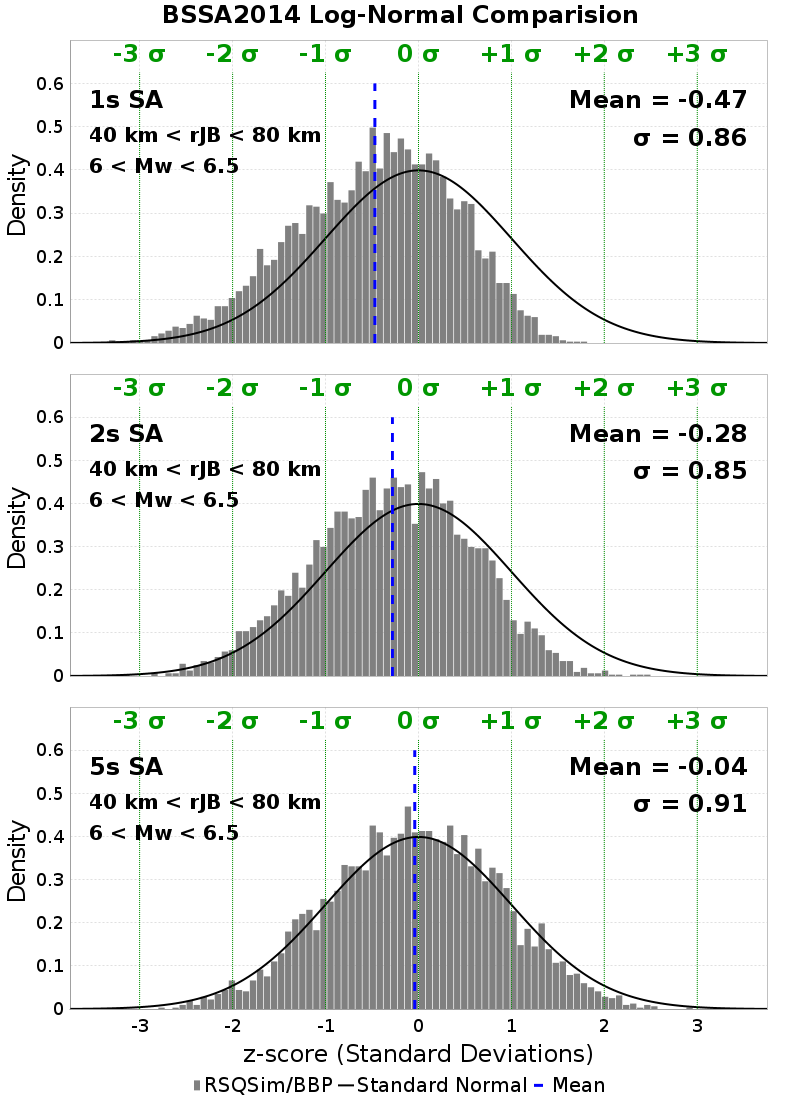 BSSA2014 Log-Normal Comparision
-3 σ -2 σ -1 σ 0 σ +1 σ +2 σ +3 σ
0.6
1s SA
Mean = -0.47
0.5
40 km < rJB < 80 km
σ = 0.86
6 < Mw < 6.5
0.4
Density
0.3
0.2
0.1
0
-3 σ -2 σ -1 σ 0 σ +1 σ +2 σ +3 σ
0.6
2s SA
Mean = -0.28
0.5
40 km < rJB < 80 km
σ = 0.85
6 < Mw < 6.5
0.4
Density
0.3
0.2
0.1
0
-3 σ -2 σ -1 σ 0 σ +1 σ +2 σ +3 σ
0.6
5s SA
Mean = -0.04
0.5
40 km < rJB < 80 km
σ = 0.91
6 < Mw < 6.5
0.4
Density
0.3
0.2
0.1
0
-3 -2 -1 0 1 2 3
z-score (Standard Deviations)
RSQSim/BBP Standard Normal Mean